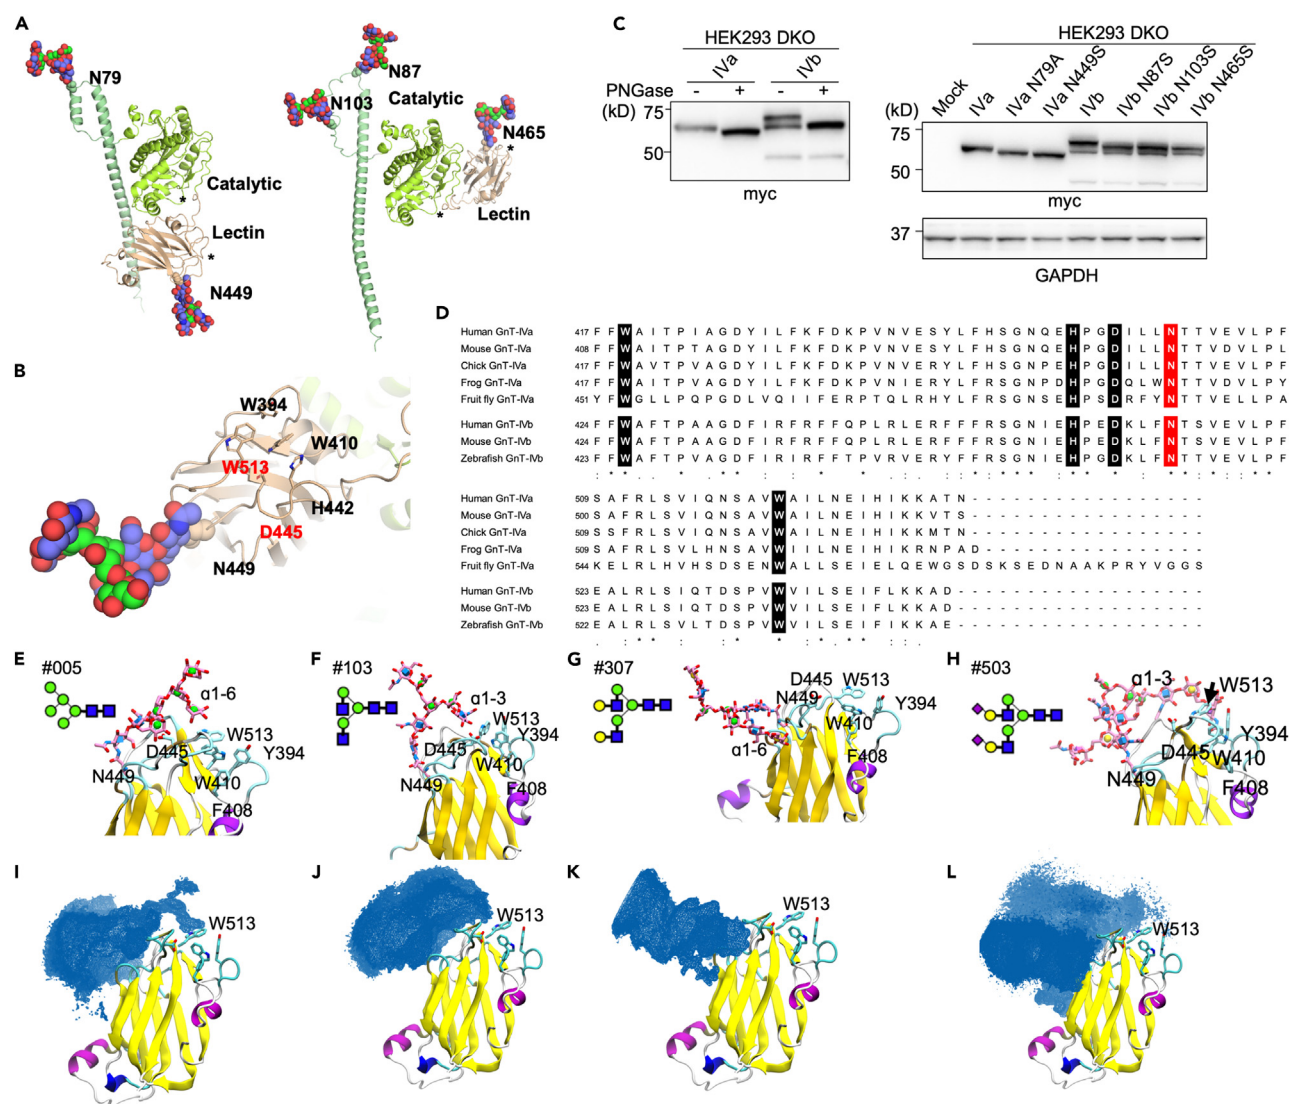 A
N79
Catalytic
*
Lectin
*
N449
N87
N103
Catalytic
N465
*
*
Lectin
B
W394
W410
W513
H442
D445
N449
C
HEK293 DKO
IVa IVb
PNGase - + - +
(kD)
75
50
myc
HEK293 DKO
Mock
IVa
IVa N79A
IVa N449S
IVb
IVb N87S
IVb N103S
IVb N465S
(kD)
75
50
myc
37
GAPDH
D
Human GnT-IVa 417 F F W A I T P I A G D Y I L F K F D K P V N V E S Y L F H S G N Q E H P G D I L L N T T V E V L P F
Mouse GnT-IVa 408 F F W A I T P T A G D Y I L F K F D K P V N V E S Y L F H S G N Q E H P G D I L L N T T V D V L P L
Chick GnT-IVa 417 F F W A V T P V A G D Y I L F K F D K P V N V E S Y L F H S G N Q E H P G D I L L N T T V D V L P F
Frog GnT-IVa 417 F F W A I T P T A G D Y I L F K F D K P V N I E R Y L F R S G N P D H P G D Q L W N T T V D V L P Y
Fruit fly GnT-IVa 451 Y F W G L L P Q P G D L V Q I I F E R P T Q L R H Y L F R S G N S E H P S D R F Y N T T V E L L P A
Human GnT-IVb 424 F F W A F T P A A G D F I R F R F F Q P L R L E R F F F R S G N I E H P E D K L F N T S V E V L P F
Mouse GnT-IVb 424 F F W A F T P A A G D F I R F R F F Q P L R L E R F F F R S G N I E H P E D K L F N T S V E V L P F
Zebrafish GnT-IVb 423 F F W A F T P V A G D F I R I R F F T P V R I E R Y F F R S G N I E H P G D K L F N T S V E V L P F
Human GnT-IVa 509 S A F R L S V I Q N S A V W A I L N E I H I K K A T N - - - - - - - - - - - - - -
Mouse GnT-IVa 500 S A F R L S V I Q N S A V W A I L N E I H I K K A T S - - - - - - - - - - - - - -
Chick GnT-IVa 509 S S F R L S V I Q N S A V W A I L N E I H I K K M T N - - - - - - - - - - - - - -
Frog GnT-IVa 509 S A F R L S V L H N S A V W I I L N E I H I K R N P A D - - - - - - - - - - - - -
Fruit fly GnT-IVa 544 K E L R L H V S D S E N W A L L S E I E L Q E W G S D S K S E D N A A K P R Y V G G S
Human GnT-IVb 523 E A L R L S I Q T D S P V W V I L S E I F L K K A D - - - - - - - - - - - - - - -
Mouse GnT-IVb 523 E A L R L S I Q T D S P V W V I L S E I F L K K A D - - - - - - - - - - - - - - -
Zebrafish GnT-IVb 522 E A L R L S V L T D S P V W V I L S E I F L K K A E - - - - - - - - - - - - - - -
E
#005
α1-6
D445
W513
Y394
N449
W410
F408
F
#103
α1-3
W513
D445
Y394
W410
N449
F408
G
#307
D445
W513
N449
Y394
W410
α1-6
F408
H
#503
α1-3
W513
D445
Y394
W410
N449
F408
I
W513
J
W513
K
W513
L
W513